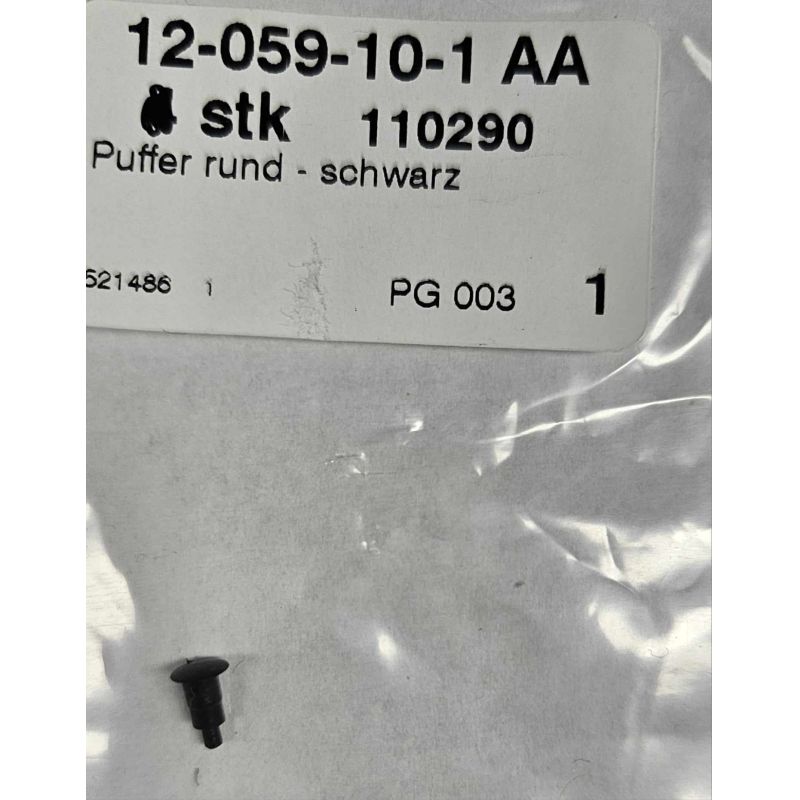 12-059-10-1 AA
stk 110290
Puffer rund - schwarz
521486 1 PG 003 1